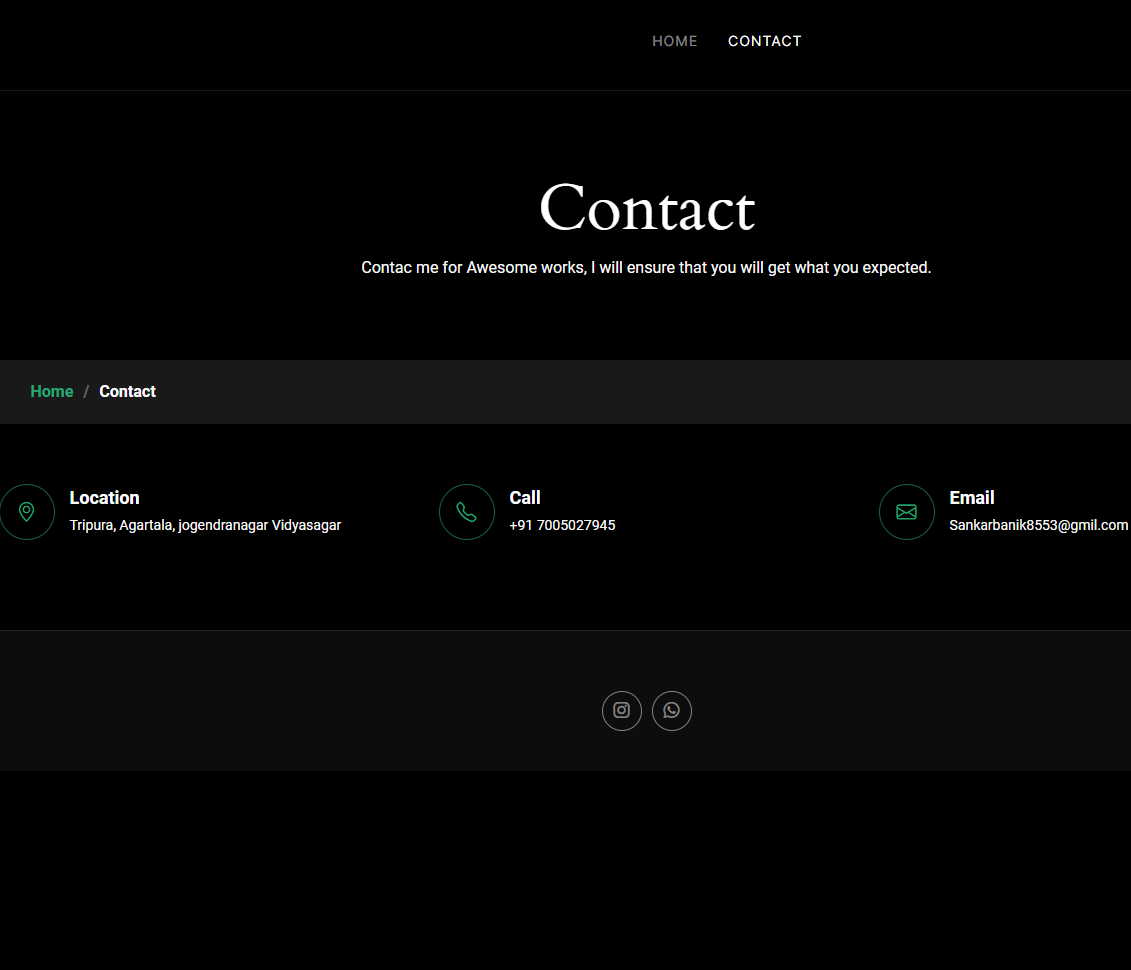 HOME CONTACT
Contact
Contac me for Awesome works, I will ensure that you will get what you expected.
Home / Contact
Location
Tripura, Agartala, jogendranagar Vidyasagar
Call
+91 7005027945
Email
Sankarbanik8553@gmil.com